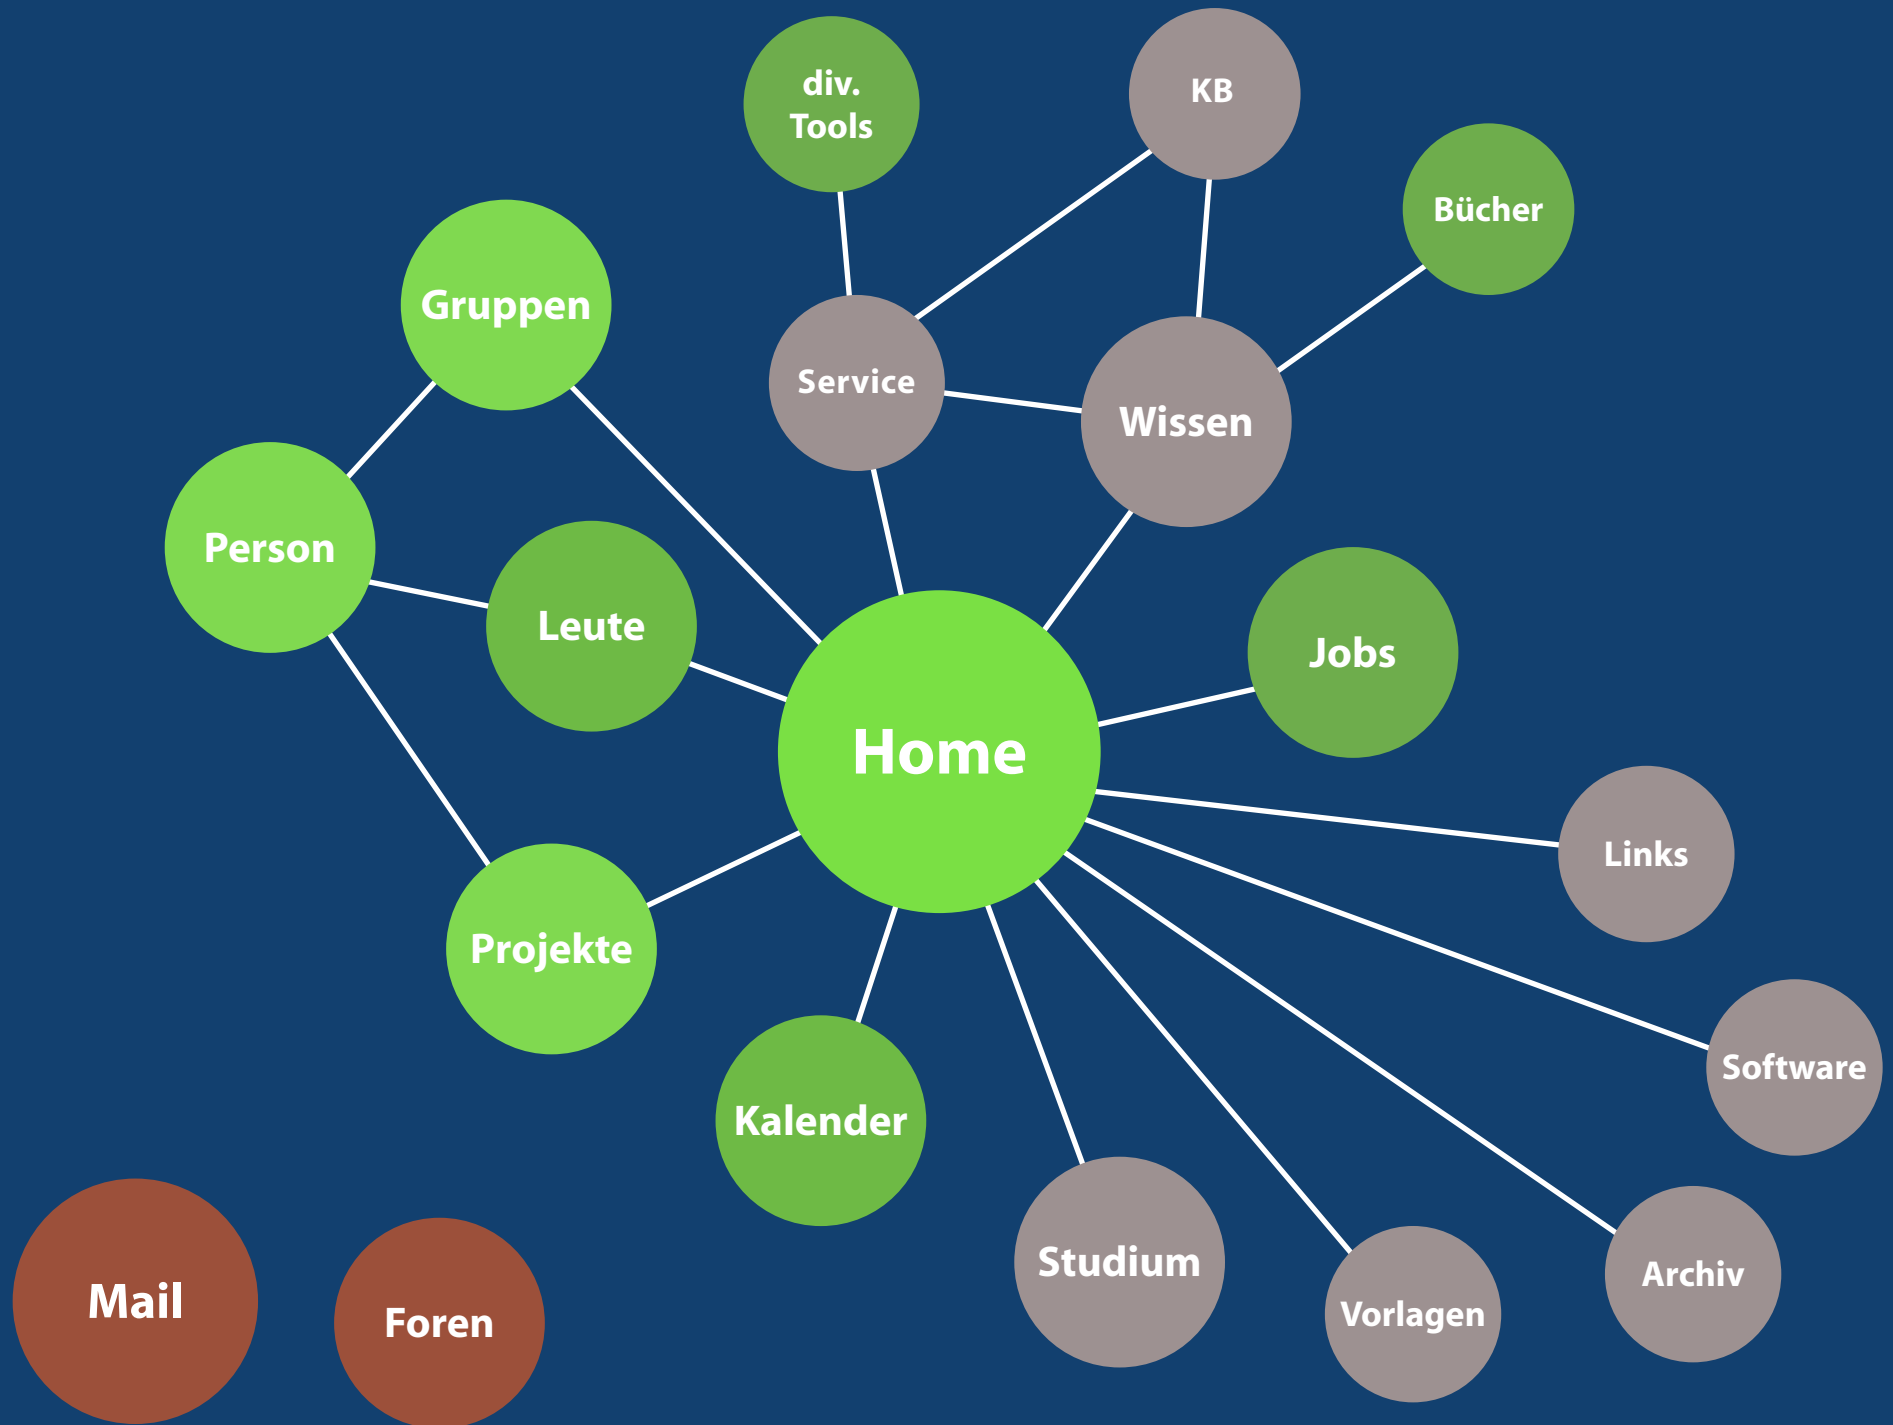 div.
Tools
KB
Bücher
Gruppen
Service
Wissen
Person
Leute
Jobs
Home
Links
Projekte
Software
Kalender
Studium
Archiv
Vorlagen
Mail
Foren